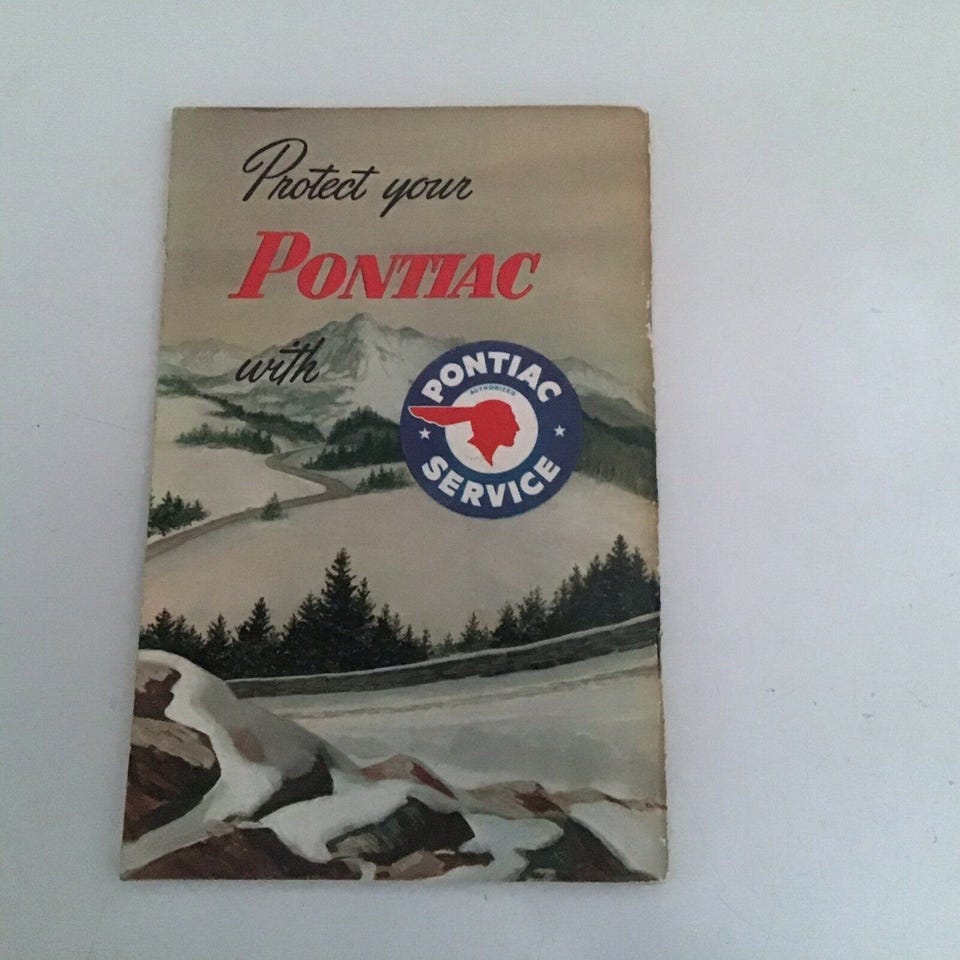 Protect your
PONTIAC
with
PONTIAC
AUTHORIZED
SERVICE